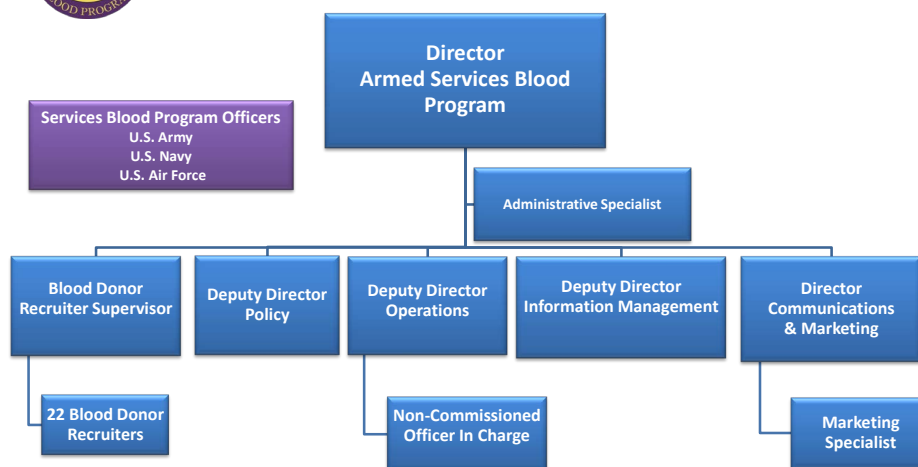 OOD PROGRA
Director
Armed Services Blood
Program
Services Blood Program Officers
U.S. Army
U.S. Navy
U.S. Air Force
Administrative Specialist
Blood Donor
Recruiter Supervisor
Deputy Director
Policy
Deputy Director
Operations
Deputy Director
Information Management
Director
Communications
& Marketing
22 Blood Donor
Recruiters
Non-Commissioned
Officer In Charge
Marketing
Specialist